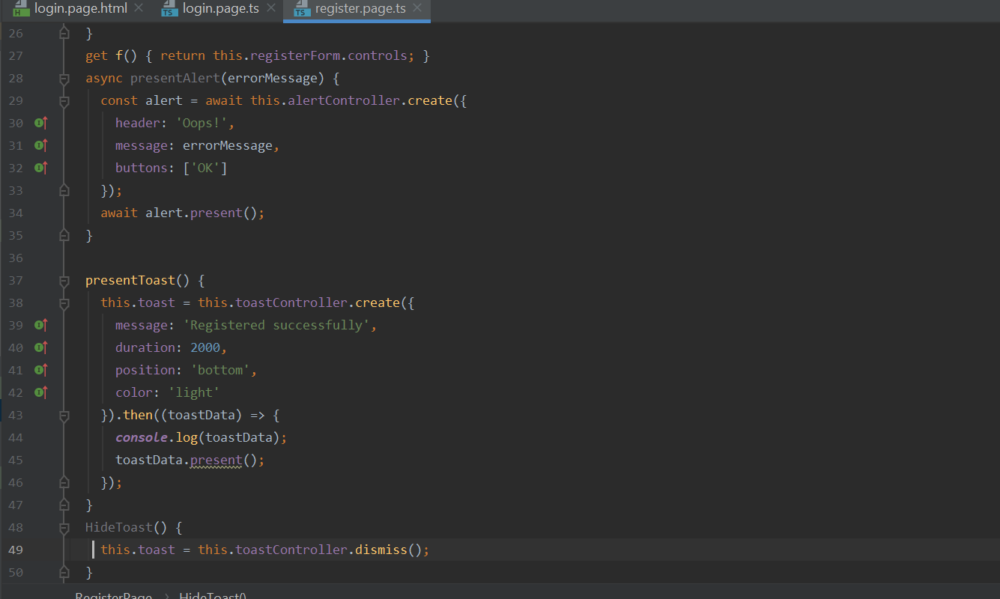 login.page.html login.page.ts register.page.ts
26 }
27 get f() { return this.registerForm.controls; }
28 async presentAlert(errorMessage) {
29 const alert = await this.alertController.create({
30 header: 'Oops!',
31 message: errorMessage,
32 buttons: ['OK']
33 });
34 await alert.present();
35 }
36
37 presentToast() {
38 this.toast = this.toastController.create({
39 message: 'Registered successfully',
40 duration: 2000,
41 position: 'bottom',
42 color: 'light'
43 }).then((toastData) => {
44 console.log(toastData);
45 toastData.present();
46 });
47 }
48 HideToast() {
49 this.toast = this.toastController.dismiss();
50 }
RegisterPage > HideToast()